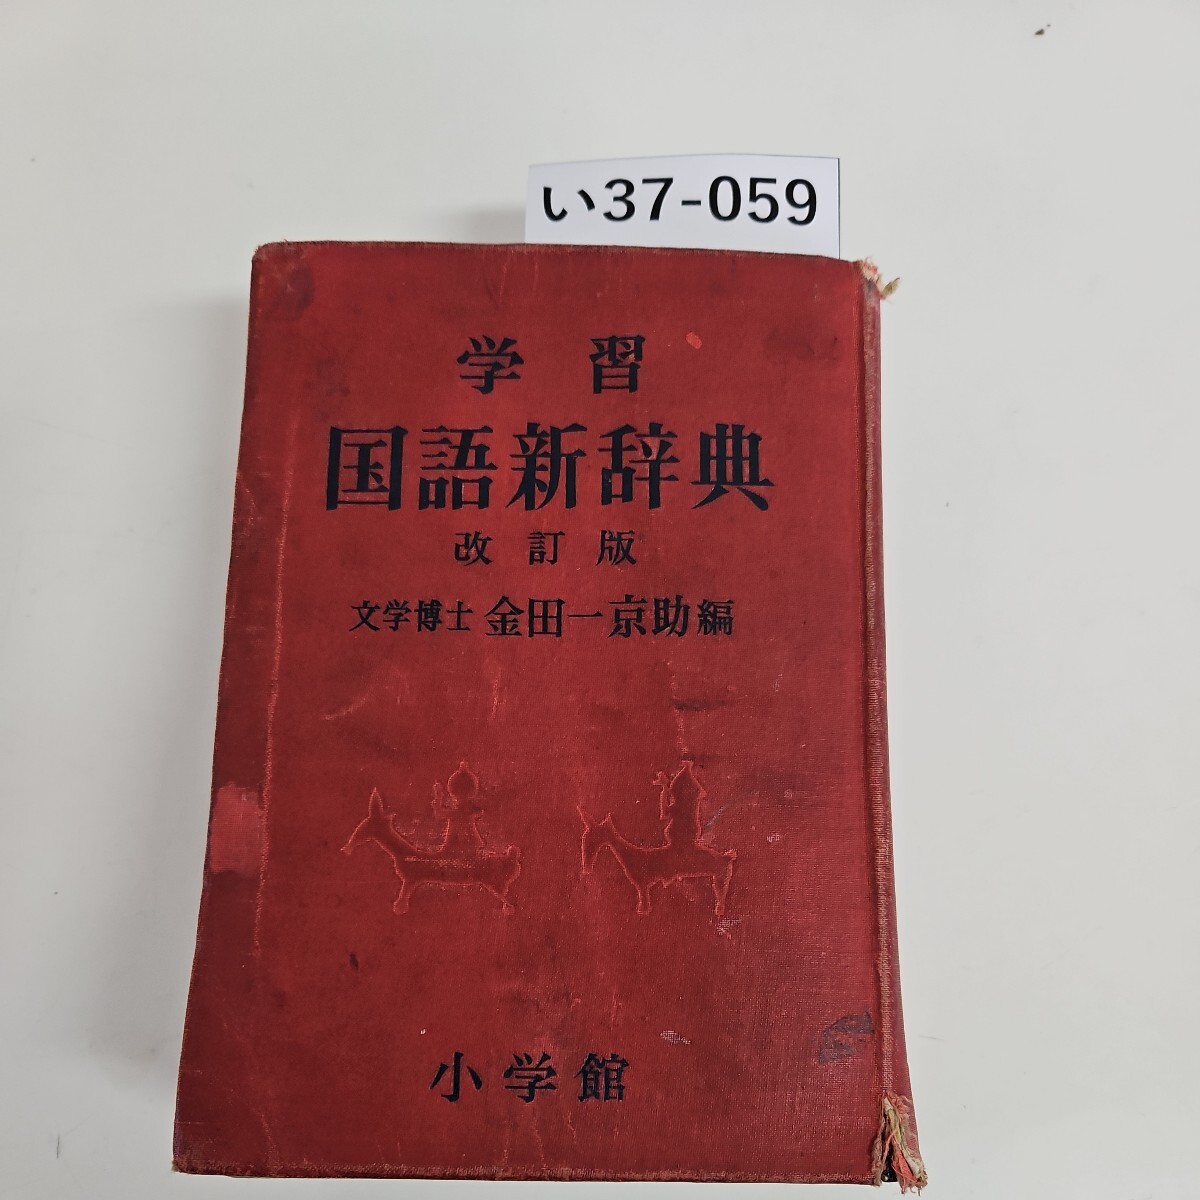 い37-059
学習
国語新辞典
改訂版
文学博士 金田一京助編
小学館